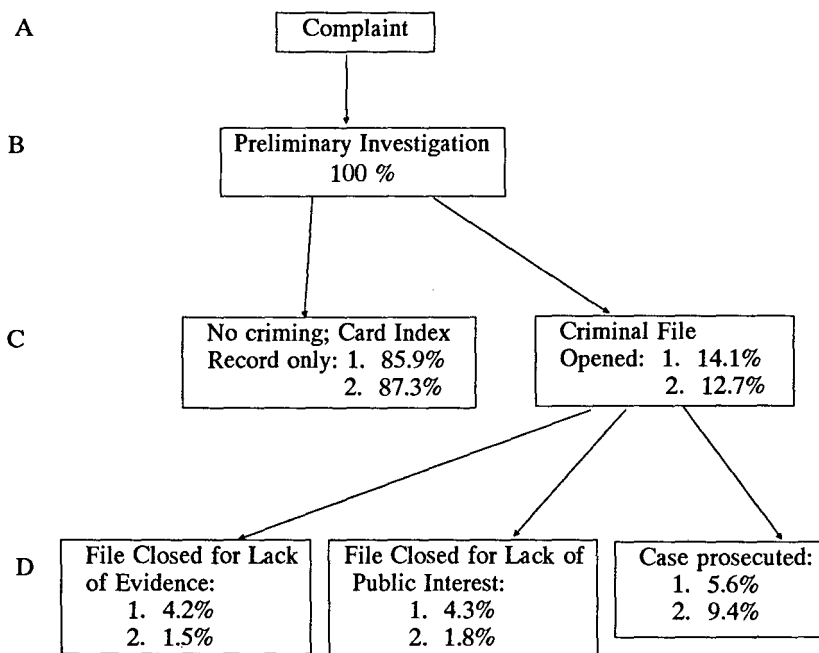 A
Complaint
B
Preliminary Investigation
100 %
C
No criming; Card Index
Record only: 1. 85.9%
2. 87.3%
Criminal File
Opened: 1. 14.1%
2. 12.7%
D
File Closed for Lack
of Evidence:
1. 4.2%
2. 1.5%
File Closed for Lack of
Public Interest:
1. 4.3%
2. 1.8%
Case prosecuted:
1. 5.6%
2. 9.4%